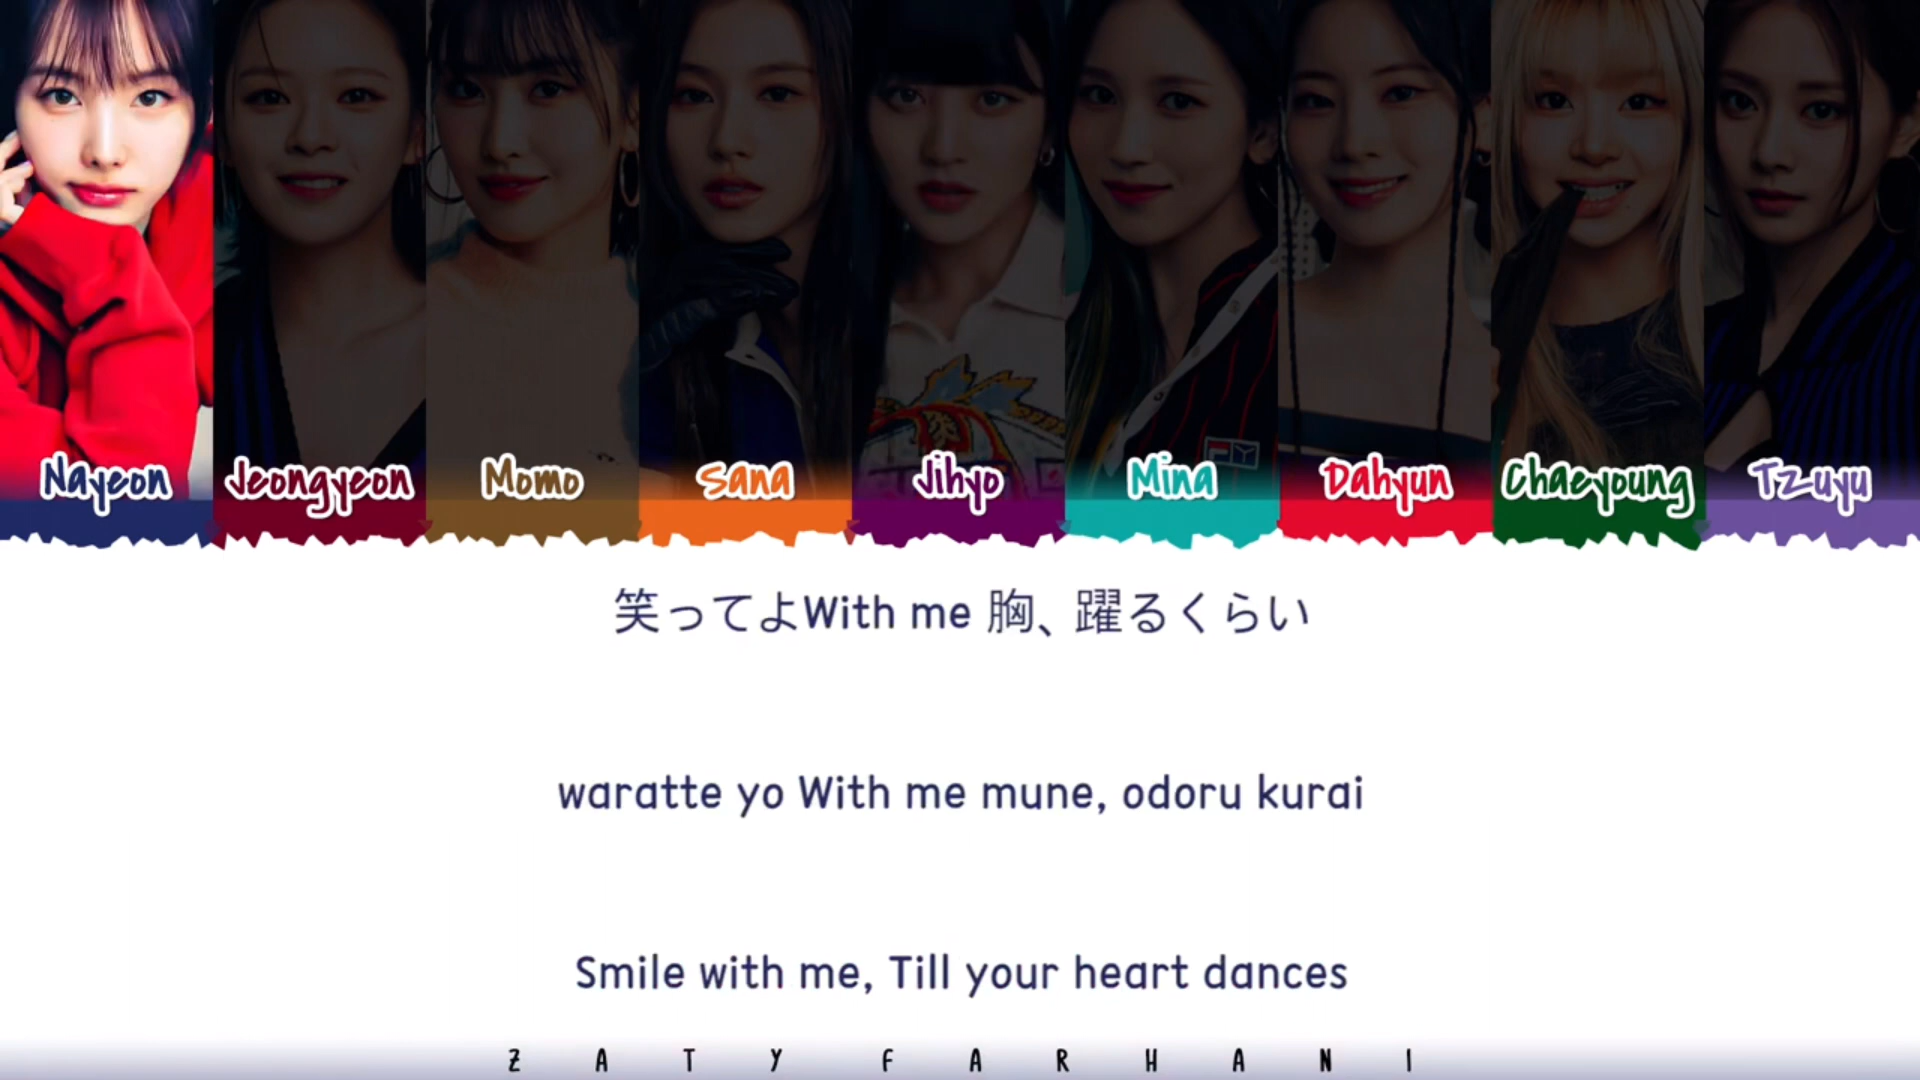 Nayeon Jeongyeon Momo Sana Jihyo Mina Dahyun Chaeyoung Tzuyu
笑ってよWith me 胸、躍るくらい
waratte yo With me mune, odoru kurai
Smile with me, Till your heart dances
ZATY FARHANI